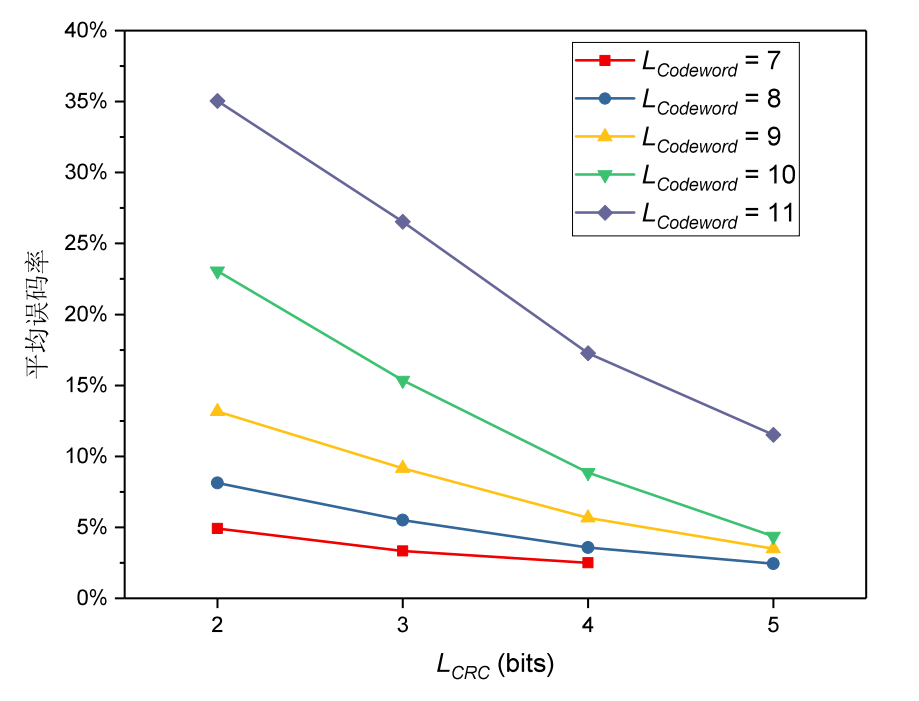 40%
35%
30%
25%
20%
15%
10%
5%
0%
平均误码率
2 3 4 5
L_CRC (bits)
L_Codeword = 7
L_Codeword = 8
L_Codeword = 9
L_Codeword = 10
L_Codeword = 11